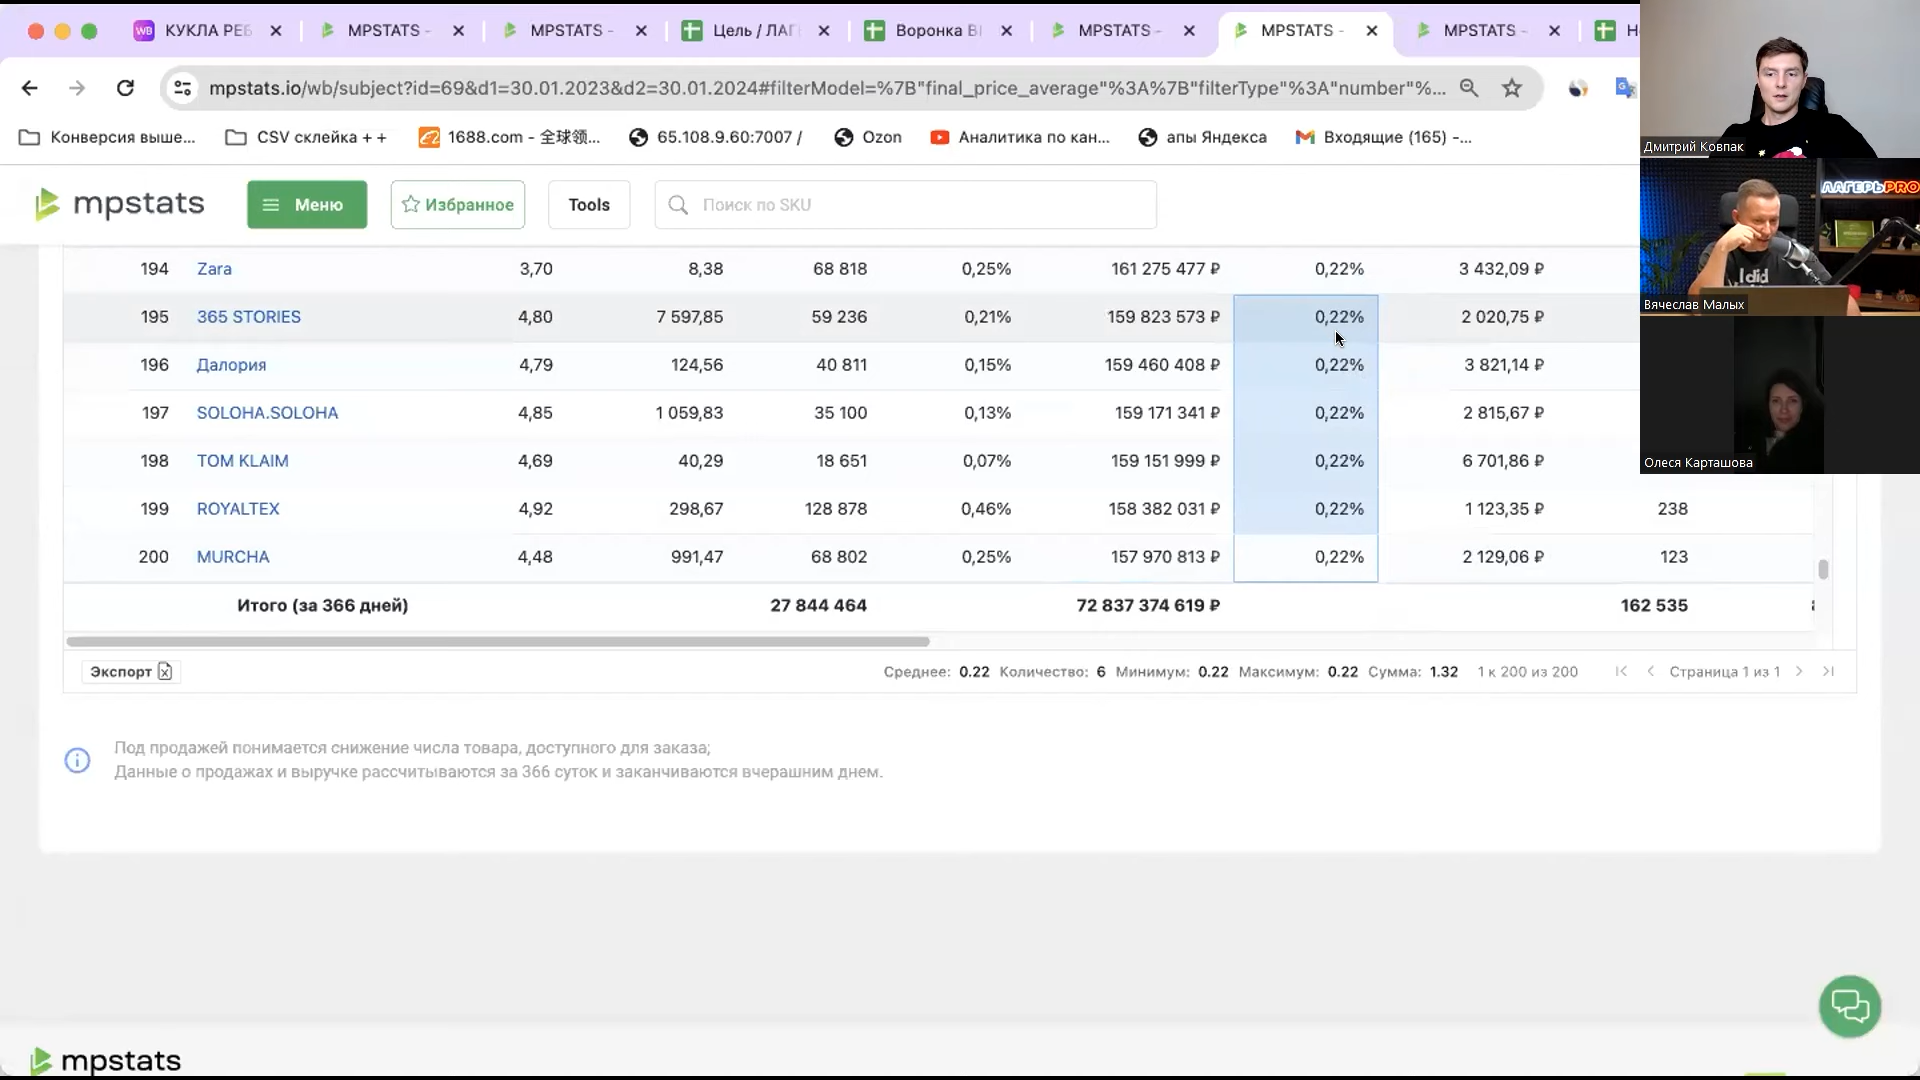 КУКЛА РЕБ
MPSTATS -
MPSTATS -
Цель / ЛАГ
Воронка В
MPSTATS -
MPSTATS -
MPSTATS -
mpstats.io/wb/subject?id=69&d1=30.01.2023&d2=30.01.2024#filterModel=%7B"final_price_average"%3A%7B"filterType"%3A"number"%...
Конверсия выше...
CSV склейка + +
1688.com - 全球领...
65.108.9.60:7007 /
Ozon
Аналитика по кан...
апы Яндекса
Входящие (165) -...
mpstats
Меню
Избранное
Tools
Поиск по SKU
194 Zara 3,70 8,38 68 818 0,25% 161 275 477 ₽ 0,22% 3 432,09 ₽
195 365 STORIES 4,80 7 597,85 59 236 0,21% 159 823 573 ₽ 0,22% 2 020,75 ₽
196 Далория 4,79 124,56 40 811 0,15% 159 460 408 ₽ 0,22% 3 821,14 ₽
197 SOLOHA.SOLOHA 4,85 1 059,83 35 100 0,13% 159 171 341 ₽ 0,22% 2 815,67 ₽
198 TOM KLAIM 4,69 40,29 18 651 0,07% 159 151 999 ₽ 0,22% 6 701,86 ₽
199 ROYALTEX 4,92 298,67 128 878 0,46% 158 382 031 ₽ 0,22% 1 123,35 ₽ 238
200 MURCHA 4,48 991,47 68 802 0,25% 157 970 813 ₽ 0,22% 2 129,06 ₽ 123
Итого (за 366 дней) 27 844 464 72 837 374 619 ₽ 162 535
Экспорт
Среднее: 0.22 Количество: 6 Минимум: 0.22 Максимум: 0.22 Сумма: 1.32 1 к 200 из 200 Страница 1 из 1
Под продажей понимается снижение числа товара, доступного для заказа;
Данные о продажах и выручке рассчитываются за 366 суток и заканчиваются вчерашним днем.
mpstats
Дмитрий Ковпак
ЛАГЕРЬPRO
I did
Вячеслав Малых
Олеся Карташова